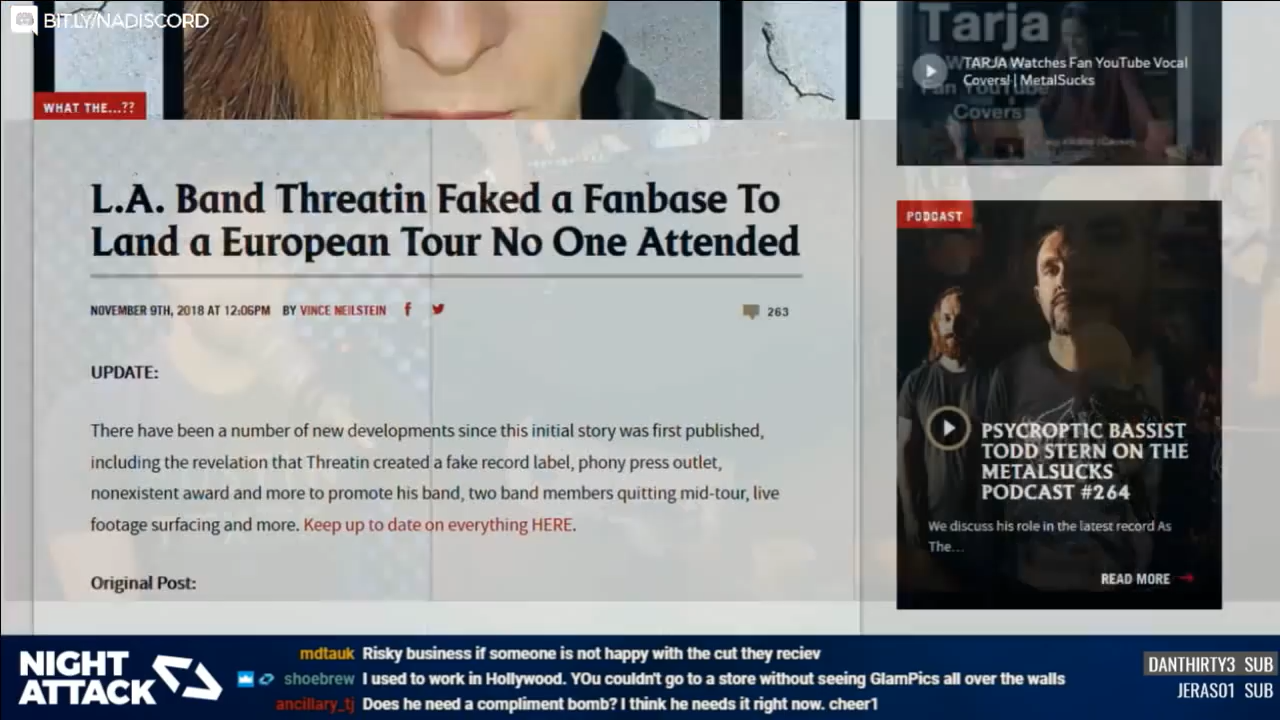 BIT.LY/NADISCORD
Tarja
TARJA Watches Fan YouTube Vocal
Covers! | MetalSucks
Fan YouTube
Covers
WHAT THE...??
L.A. Band Threatin Faked a Fanbase To
Land a European Tour No One Attended
NOVEMBER 9TH, 2018 AT 12:06PM BY VINCE NEILSTEIN
263
UPDATE:
There have been a number of new developments since this initial story was first published,
including the revelation that Threatin created a fake record label, phony press outlet,
nonexistent award and more to promote his band, two band members quitting mid-tour, live
footage surfacing and more. Keep up to date on everything HERE.
Original Post:
PODCAST
PSYCROPTIC BASSIST
TODD STERN ON THE
METALSUCKS
PODCAST #264
We discuss his role in the latest record As
The...
READ MORE
NIGHT
ATTACK
mdtauk Risky business if someone is not happy with the cut they reciev
shoebrew I used to work in Hollywood. YOu couldn't go to a store without seeing GlamPics all over the walls
ancillary_tj Does he need a compliment bomb? I think he needs it right now. cheer1
DANTHIRTY3 SUB
JERAS01 SUB